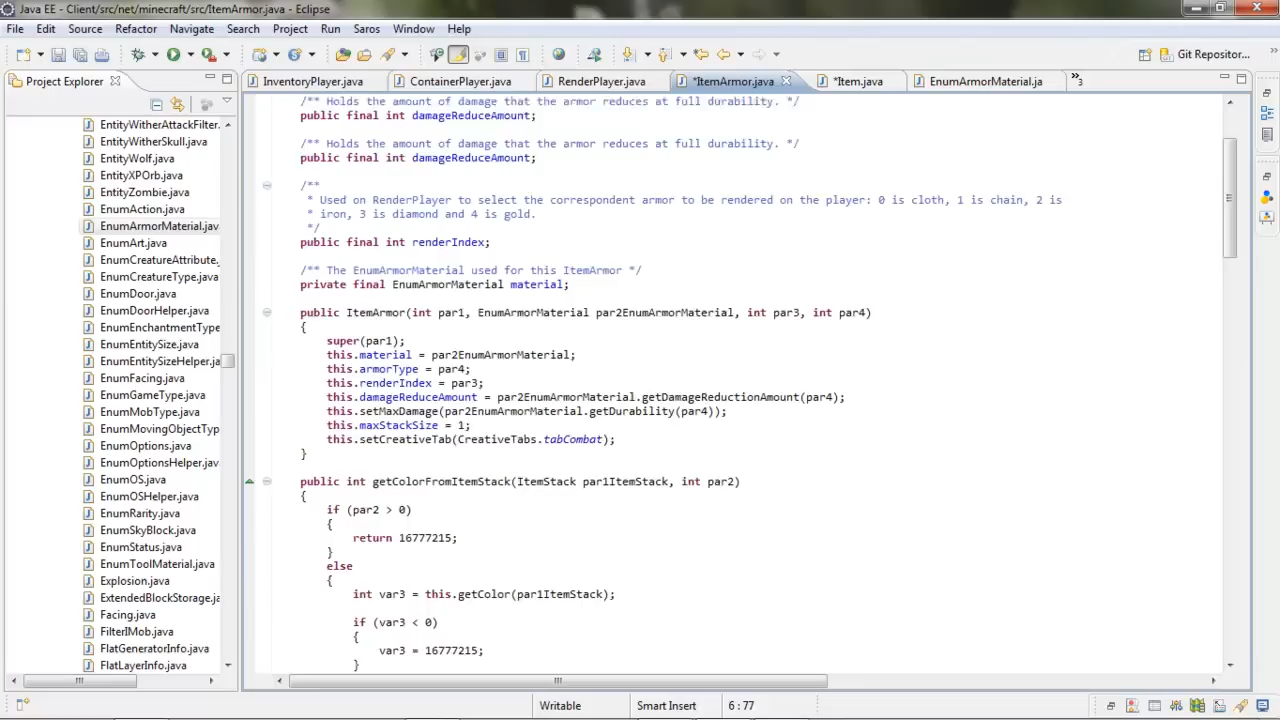 Java EE - Client/src/net/minecraft/src/ItemArmor.java - Eclipse
File Edit Source Refactor Navigate Search Project Run Saros Window Help
Git Repositor...
Project Explorer
InventoryPlayer.java ContainerPlayer.java RenderPlayer.java *ItemArmor.java *Item.java EnumArmorMaterial.ja »3
EntityWitherAttackFilter.
EntityWitherSkull.java
EntityWolf.java
EntityXPOrb.java
EntityZombie.java
EnumAction.java
EnumArmorMaterial.java
EnumArt.java
EnumCreatureAttribute.
EnumCreatureType.java
EnumDoor.java
EnumDoorHelper.java
EnumEnchantmentType
EnumEntitySize.java
EnumEntitySizeHelper.ja
EnumFacing.java
EnumGameType.java
EnumMobType.java
EnumMovingObjectTyp
EnumOptions.java
EnumOptionsHelper.jav
EnumOS.java
EnumOSHelper.java
EnumRarity.java
EnumSkyBlock.java
EnumStatus.java
EnumToolMaterial.java
Explosion.java
ExtendedBlockStorage.ja
Facing.java
FilterIMob.java
FlatGeneratorInfo.java
FlatLayerInfo.java
/** Holds the amount of damage that the armor reduces at full durability. */
public final int damageReduceAmount;
/** Holds the amount of damage that the armor reduces at full durability. */
public final int damageReduceAmount;
/**
* Used on RenderPlayer to select the correspondent armor to be rendered on the player: 0 is cloth, 1 is chain, 2 is
* iron, 3 is diamond and 4 is gold.
*/
public final int renderIndex;
/** The EnumArmorMaterial used for this ItemArmor */
private final EnumArmorMaterial material;
public ItemArmor(int par1, EnumArmorMaterial par2EnumArmorMaterial, int par3, int par4)
{
super(par1);
this.material = par2EnumArmorMaterial;
this.armorType = par4;
this.renderIndex = par3;
this.damageReduceAmount = par2EnumArmorMaterial.getDamageReductionAmount(par4);
this.setMaxDamage(par2EnumArmorMaterial.getDurability(par4));
this.maxStackSize = 1;
this.setCreativeTab(CreativeTabs.tabCombat);
}
public int getColorFromItemStack(ItemStack par1ItemStack, int par2)
{
if (par2 > 0)
{
return 16777215;
}
else
{
int var3 = this.getColor(par1ItemStack);
if (var3 < 0)
{
var3 = 16777215;
}
Writable Smart Insert 6 : 77